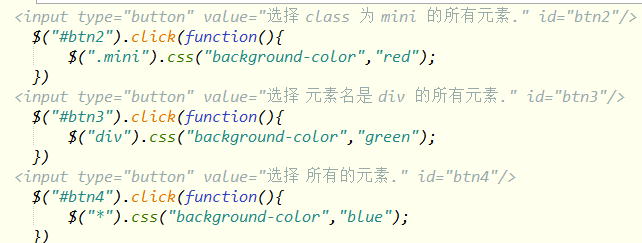 <input type="button" value="选择 class 为 mini 的所有元素." id="btn2"/>
$("#btn2").click(function(){
$(".mini").css("background-color","red");
})
<input type="button" value="选择 元素名是 div 的所有元素." id="btn3"/>
$("#btn3").click(function(){
$("div").css("background-color","green");
})
<input type="button" value="选择 所有的元素." id="btn4"/>
$("#btn4").click(function(){
$("*").css("background-color","blue");
})